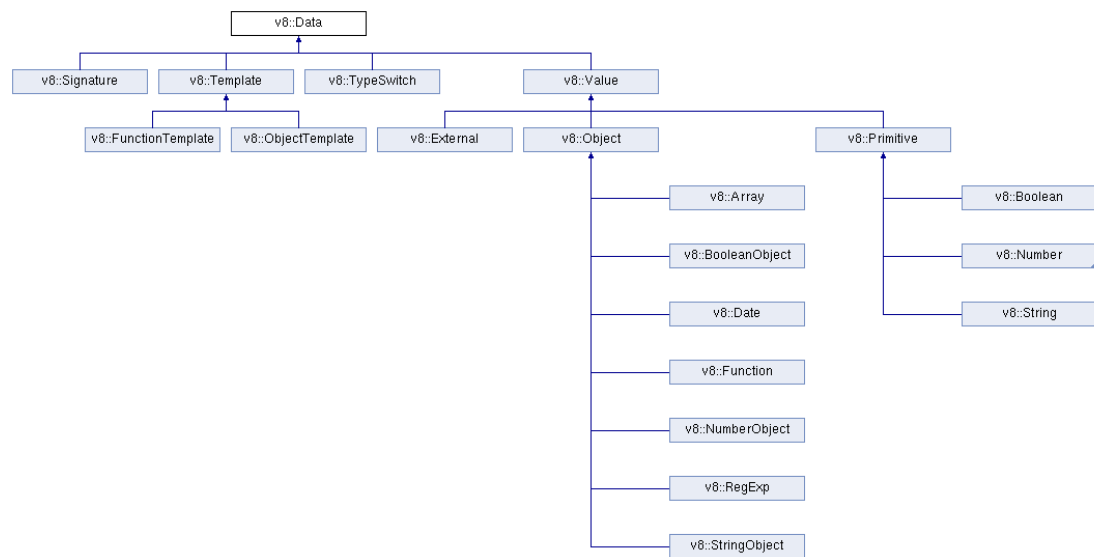 v8::Data
v8::Signature
v8::Template
v8::TypeSwitch
v8::Value
v8::FunctionTemplate
v8::ObjectTemplate
v8::External
v8::Object
v8::Primitive
v8::Array
v8::Boolean
v8::BooleanObject
v8::Number
v8::Date
v8::String
v8::Function
v8::NumberObject
v8::RegExp
v8::StringObject